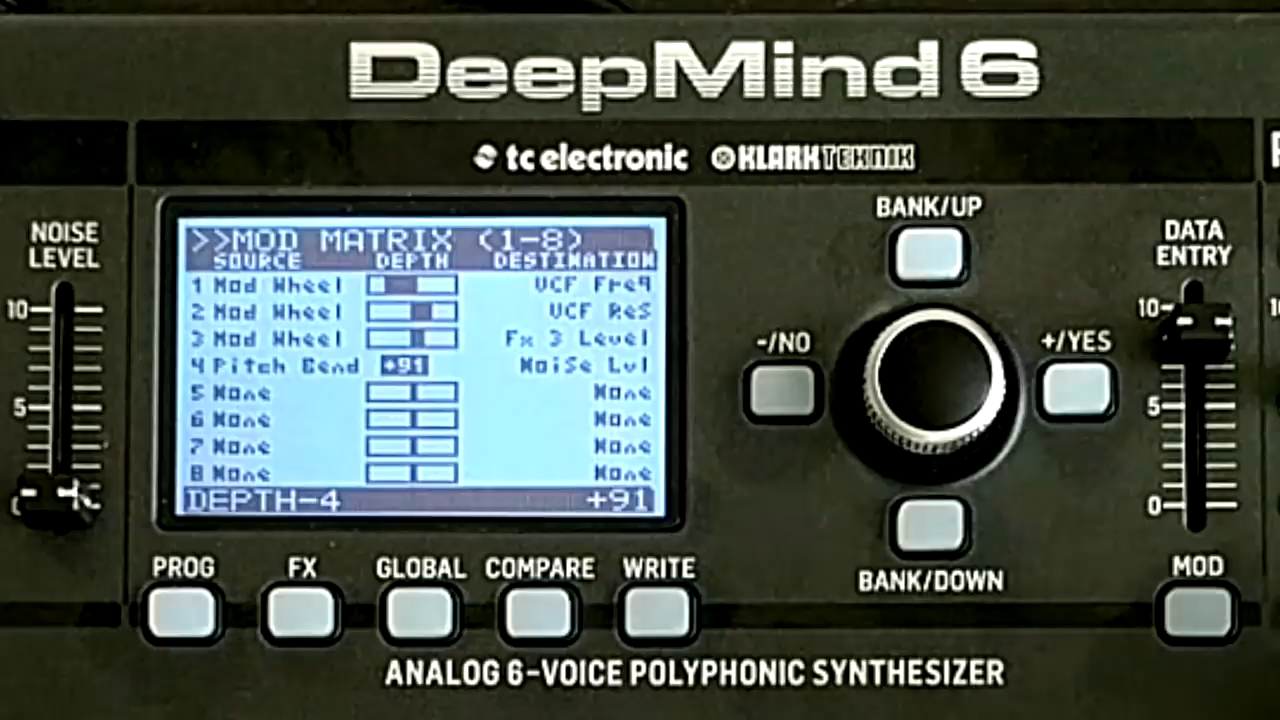 DeepMind 6
tc electronic KLARK TEKNIK
NOISE LEVEL
10
5
>>MOD MATRIX (1-8)
SOURCE DEPTH DESTINATION
1 Mod Wheel VCF Freq
2 Mod Wheel VCF Res
3 Mod Wheel Fx 3 Level
4 Pitch Bend +91 Noise Lvl
5 None None
6 None None
7 None None
8 None None
DEPTH-4 +91
BANK/UP
-/NO
+/YES
BANK/DOWN
DATA ENTRY
10
5
0
PROG FX GLOBAL COMPARE WRITE
MOD
ANALOG 6-VOICE POLYPHONIC SYNTHESIZER